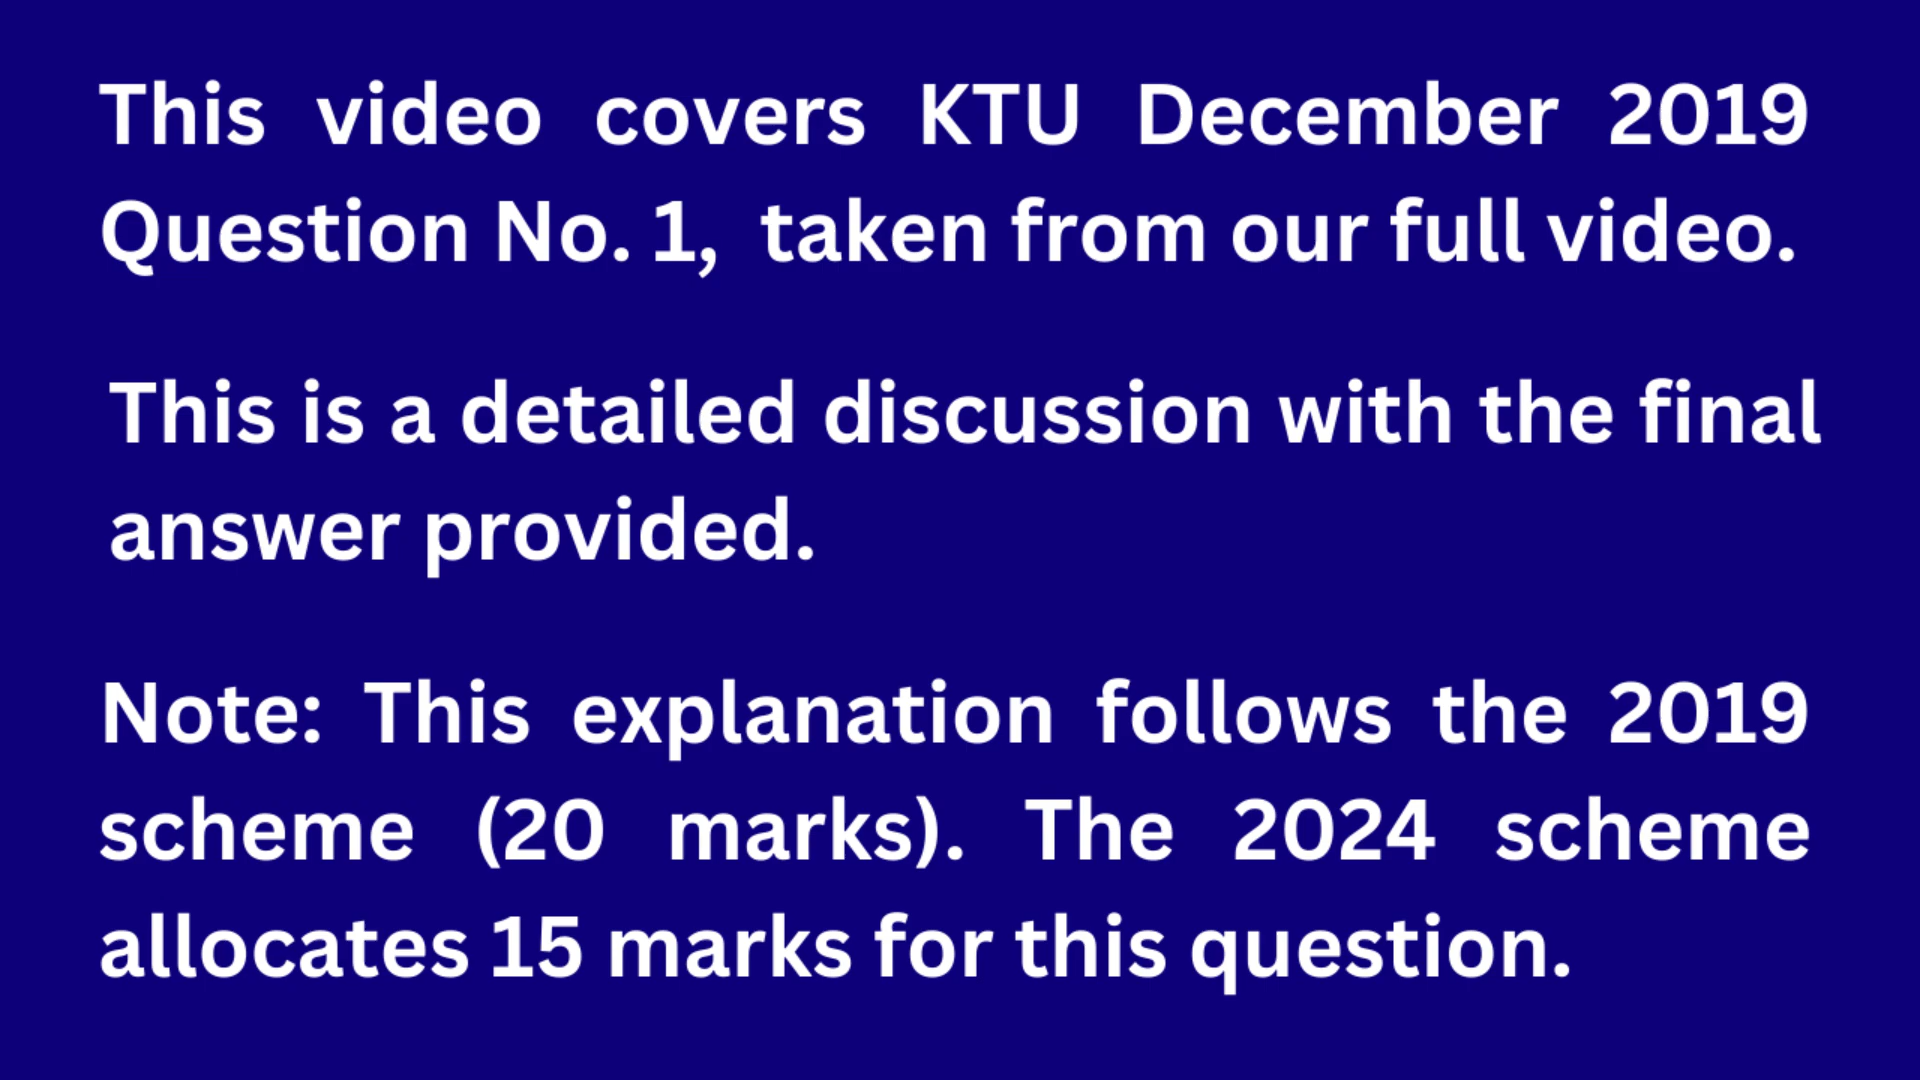 This video covers KTU December 2019
Question No. 1, taken from our full video.
This is a detailed discussion with the final
answer provided.
Note: This explanation follows the 2019
scheme (20 marks). The 2024 scheme
allocates 15 marks for this question.